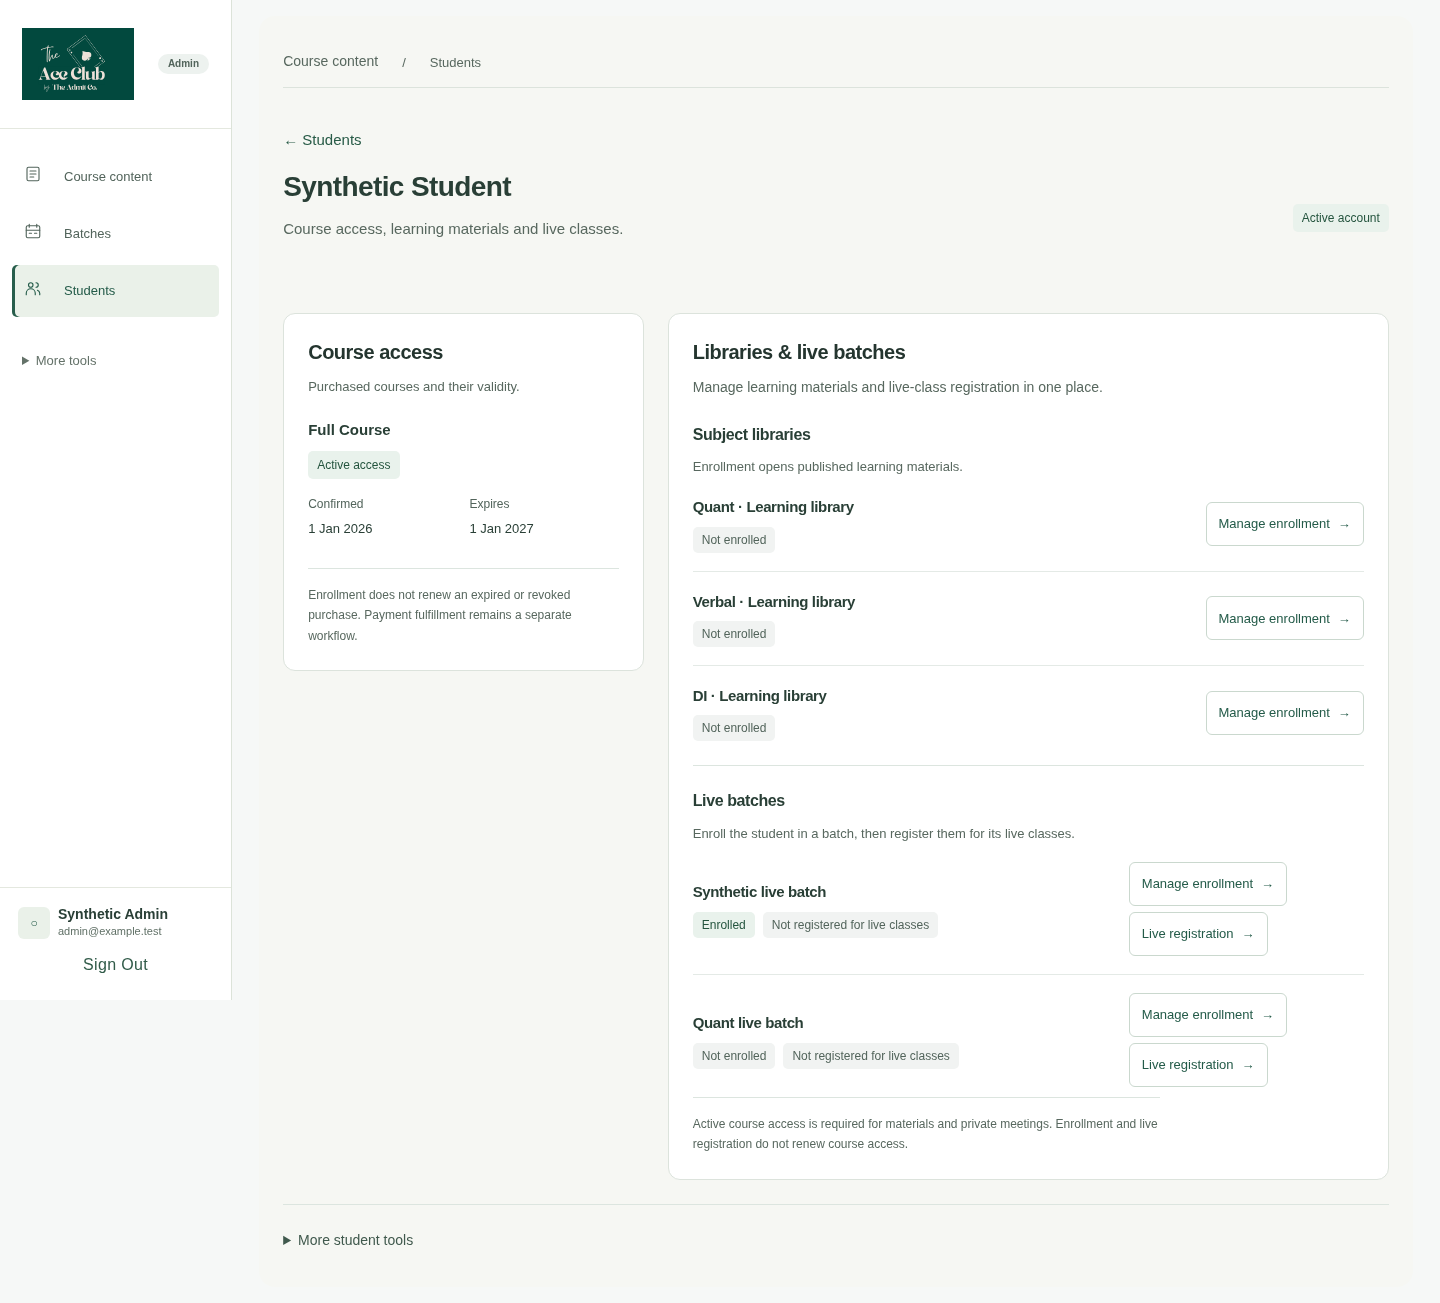 The
Ace Club
by The Admit Co.
Admin
Course content
Batches
Students
▶ More tools
Synthetic Admin
admin@example.test
Sign Out
Course content / Students
← Students
Synthetic Student
Course access, learning materials and live classes.
Active account
Course access
Purchased courses and their validity.
Full Course
Active access
Confirmed Expires
1 Jan 2026 1 Jan 2027
Enrollment does not renew an expired or revoked
purchase. Payment fulfillment remains a separate
workflow.
Libraries & live batches
Manage learning materials and live-class registration in one place.
Subject libraries
Enrollment opens published learning materials.
Quant · Learning library
Not enrolled
Manage enrollment →
Verbal · Learning library
Not enrolled
Manage enrollment →
DI · Learning library
Not enrolled
Manage enrollment →
Live batches
Enroll the student in a batch, then register them for its live classes.
Synthetic live batch
Enrolled Not registered for live classes
Manage enrollment →
Live registration →
Quant live batch
Not enrolled Not registered for live classes
Manage enrollment →
Live registration →
Active course access is required for materials and private meetings. Enrollment and live
registration do not renew course access.
▶ More student tools